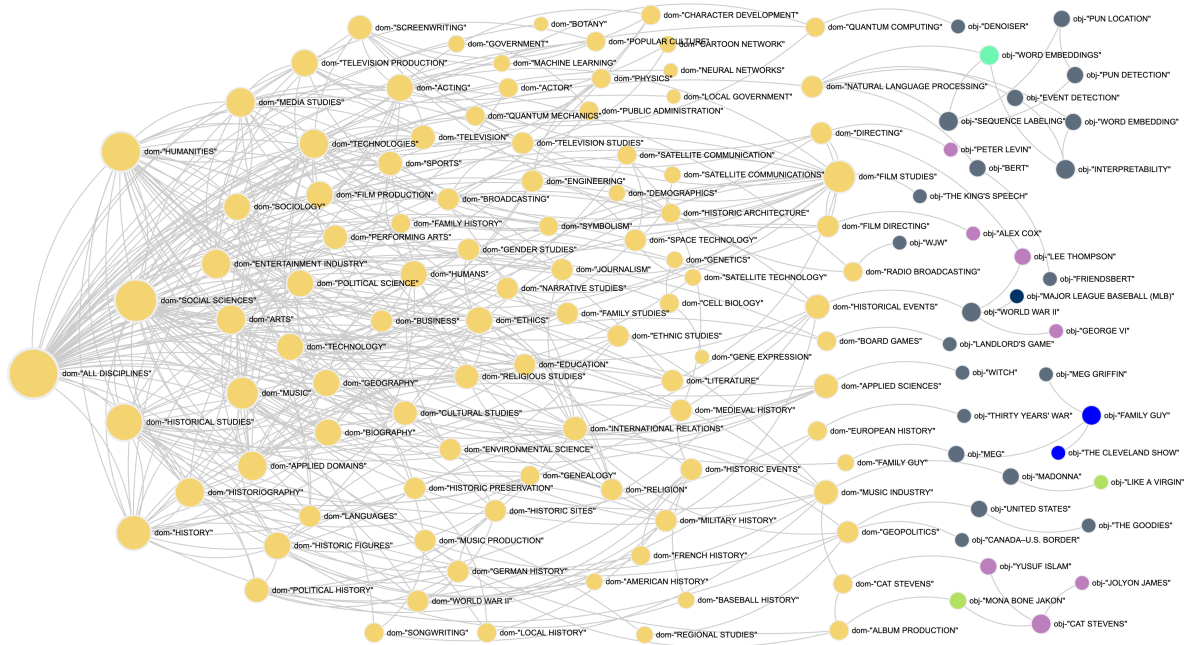 dom-"ALL DISCIPLINES"
dom-"HUMANITIES"
dom-"SOCIAL SCIENCES"
dom-"HISTORICAL STUDIES"
dom-"HISTORY"
dom-"SCREENWRITING"
dom-"TELEVISION PRODUCTION"
dom-"MEDIA STUDIES"
dom-"ACTING"
dom-"TECHNOLOGIES"
dom-"SPORTS"
dom-"FILM PRODUCTION"
dom-"SOCIOLOGY"
dom-"PERFORMING ARTS"
dom-"ENTERTAINMENT INDUSTRY"
dom-"POLITICAL SCIENCE"
dom-"HUMANS"
dom-"ARTS"
dom-"BUSINESS"
dom-"TECHNOLOGY"
dom-"GEOGRAPHY"
dom-"MUSIC"
dom-"CULTURAL STUDIES"
dom-"BIOGRAPHY"
dom-"APPLIED DOMAINS"
dom-"HISTORIOGRAPHY"
dom-"LANGUAGES"
dom-"HISTORIC FIGURES"
dom-"POLITICAL HISTORY"
dom-"BOTANY"
dom-"GOVERNMENT"
dom-"MACHINE LEARNING"
dom-"ACTOR"
dom-"QUANTUM MECHANICS"
dom-"TELEVISION"
dom-"TELEVISION STUDIES"
dom-"ENGINEERING"
dom-"BROADCASTING"
dom-"FAMILY HISTORY"
dom-"SYMBOLISM"
dom-"GENDER STUDIES"
dom-"JOURNALISM"
dom-"NARRATIVE STUDIES"
dom-"FAMILY STUDIES"
dom-"ETHICS"
dom-"EDUCATION"
dom-"RELIGIOUS STUDIES"
dom-"INTERNATIONAL RELATIONS"
dom-"ENVIRONMENTAL SCIENCE"
dom-"GENEALOGY"
dom-"HISTORIC PRESERVATION"
dom-"RELIGION"
dom-"HISTORIC SITES"
dom-"MUSIC PRODUCTION"
dom-"GERMAN HISTORY"
dom-"WORLD WAR II"
dom-"SONGWRITING"
dom-"LOCAL HISTORY"
dom-"CHARACTER DEVELOPMENT"
dom-"POPULAR CULTURE"
dom-"CARTOON NETWORK"
dom-"NEURAL NETWORKS"
dom-"PHYSICS"
dom-"LOCAL GOVERNMENT"
dom-"PUBLIC ADMINISTRATION"
dom-"SATELLITE COMMUNICATION"
dom-"SATELLITE COMMUNICATIONS"
dom-"DEMOGRAPHICS"
dom-"HISTORIC ARCHITECTURE"
dom-"SPACE TECHNOLOGY"
dom-"GENETICS"
dom-"SATELLITE TECHNOLOGY"
dom-"CELL BIOLOGY"
dom-"ETHNIC STUDIES"
dom-"GENE EXPRESSION"
dom-"LITERATURE"
dom-"MEDIEVAL HISTORY"
dom-"HISTORIC EVENTS"
dom-"MILITARY HISTORY"
dom-"FRENCH HISTORY"
dom-"AMERICAN HISTORY"
dom-"BASEBALL HISTORY"
dom-"REGIONAL STUDIES"
dom-"QUANTUM COMPUTING"
dom-"NATURAL LANGUAGE PROCESSING"
dom-"DIRECTING"
dom-"FILM STUDIES"
dom-"FILM DIRECTING"
dom-"RADIO BROADCASTING"
dom-"HISTORICAL EVENTS"
dom-"BOARD GAMES"
dom-"APPLIED SCIENCES"
dom-"EUROPEAN HISTORY"
dom-"FAMILY GUY"
dom-"MUSIC INDUSTRY"
dom-"GEOPOLITICS"
dom-"CAT STEVENS"
dom-"ALBUM PRODUCTION"
obj-"DENOISER"
obj-"PUN LOCATION"
obj-"WORD EMBEDDINGS"
obj-"PUN DETECTION"
obj-"EVENT DETECTION"
obj-"SEQUENCE LABELING"
obj-"WORD EMBEDDING"
obj-"PETER LEVIN"
obj-"BERT"
obj-"INTERPRETABILITY"
obj-"THE KING'S SPEECH"
obj-"ALEX COX"
obj-"WJW"
obj-"LEE THOMPSON"
obj-"FRIENDSBERT"
obj-"MAJOR LEAGUE BASEBALL (MLB)"
obj-"WORLD WAR II"
obj-"GEORGE VI"
obj-"LANDLORD'S GAME"
obj-"WITCH"
obj-"MEG GRIFFIN"
obj-"THIRTY YEARS' WAR"
obj-"FAMILY GUY"
obj-"MEG"
obj-"THE CLEVELAND SHOW"
obj-"MADONNA"
obj-"LIKE A VIRGIN"
obj-"UNITED STATES"
obj-"THE GOODIES"
obj-"CANADA–U.S. BORDER"
obj-"YUSUF ISLAM"
obj-"JOLYON JAMES"
obj-"MONA BONE JAKON"
obj-"CAT STEVENS"